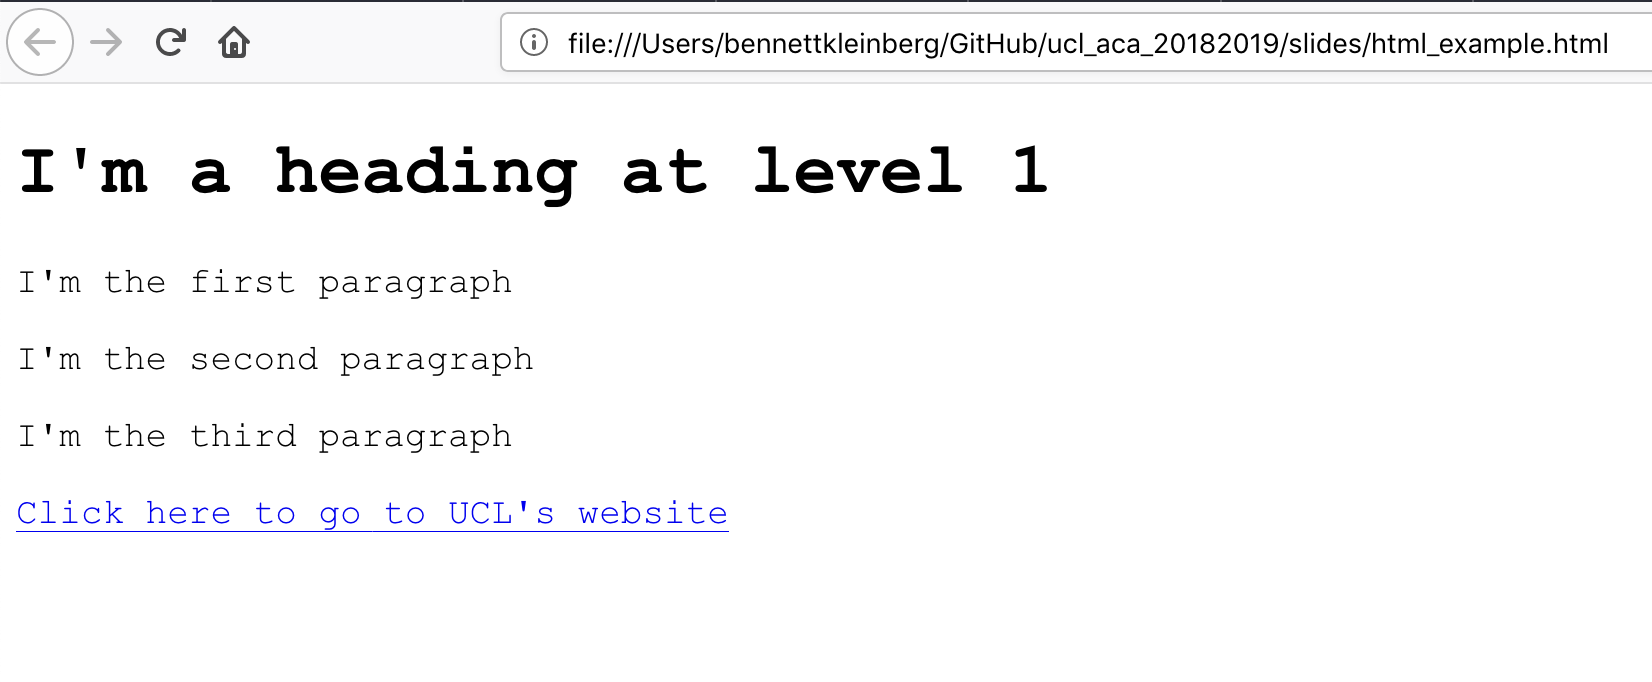 file:///Users/bennettkleinberg/GitHub/ucl_aca_20182019/slides/html_example.html
I'm a heading at level 1
I'm the first paragraph
I'm the second paragraph
I'm the third paragraph
Click here to go to UCL's website